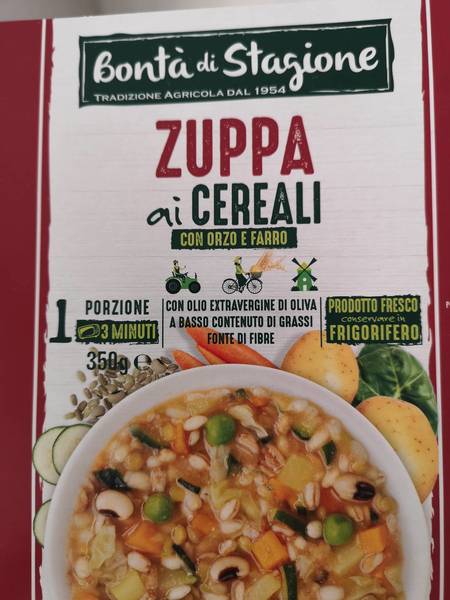 Bontà di Stagione
TRADIZIONE AGRICOLA DAL 1954
ZUPPA
ai CEREALI
CON ORZO E FARRO
1 PORZIONE
3 MINUTI
350g e
CON OLIO EXTRAVERGINE DI OLIVA
A BASSO CONTENUTO DI GRASSI
FONTE DI FIBRE
PRODOTTO FRESCO
conservare in
FRIGORIFERO